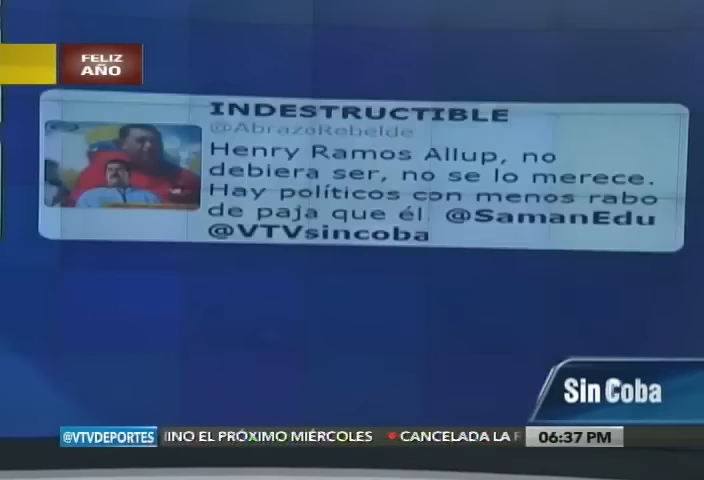 FELIZ
AÑO
INDESTRUCTIBLE
@AbrazoRebelde
Henry Ramos Allup, no
debiera ser, no se lo merece.
Hay políticos con menos rabo
de paja que él @SamanEdu
@VTVsincoba
Sin Coba
@VTVDEPORTES INO EL PRÓXIMO MIÉRCOLES CANCELADA LA 06:37 PM